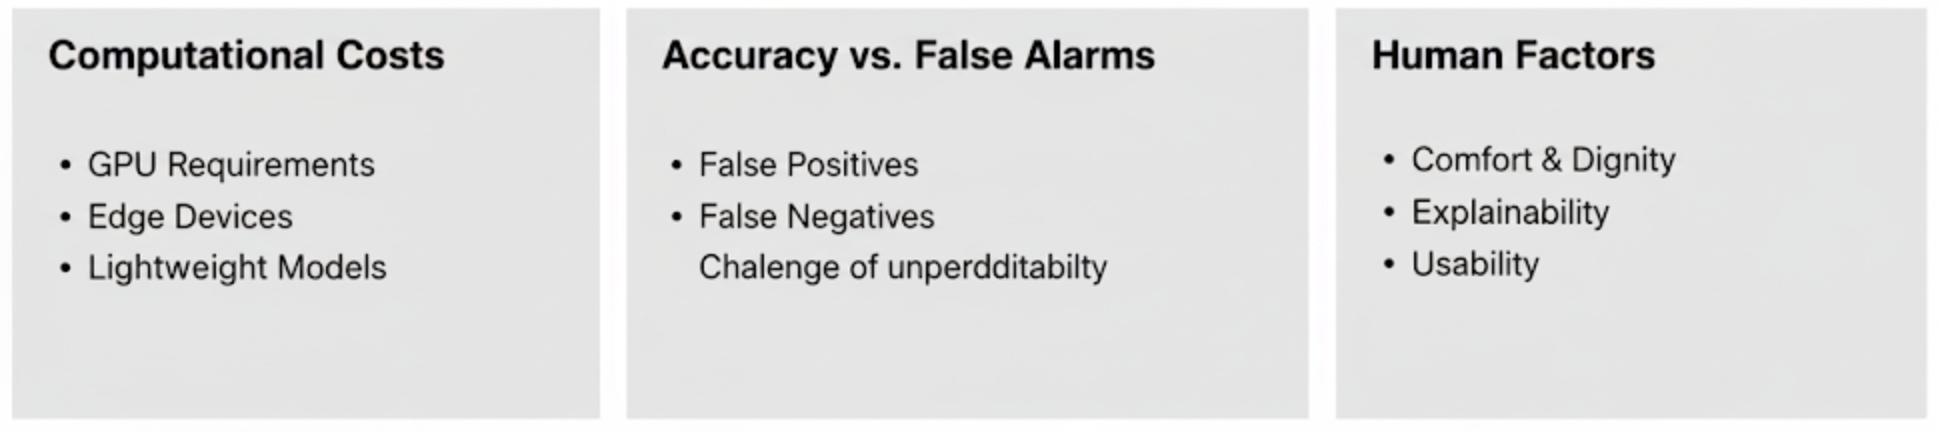 Computational Costs
• GPU Requirements
• Edge Devices
• Lightweight Models
Accuracy vs. False Alarms
• False Positives
• False Negatives
Chalenge of unperdditabilty
Human Factors
• Comfort & Dignity
• Explainability
• Usability